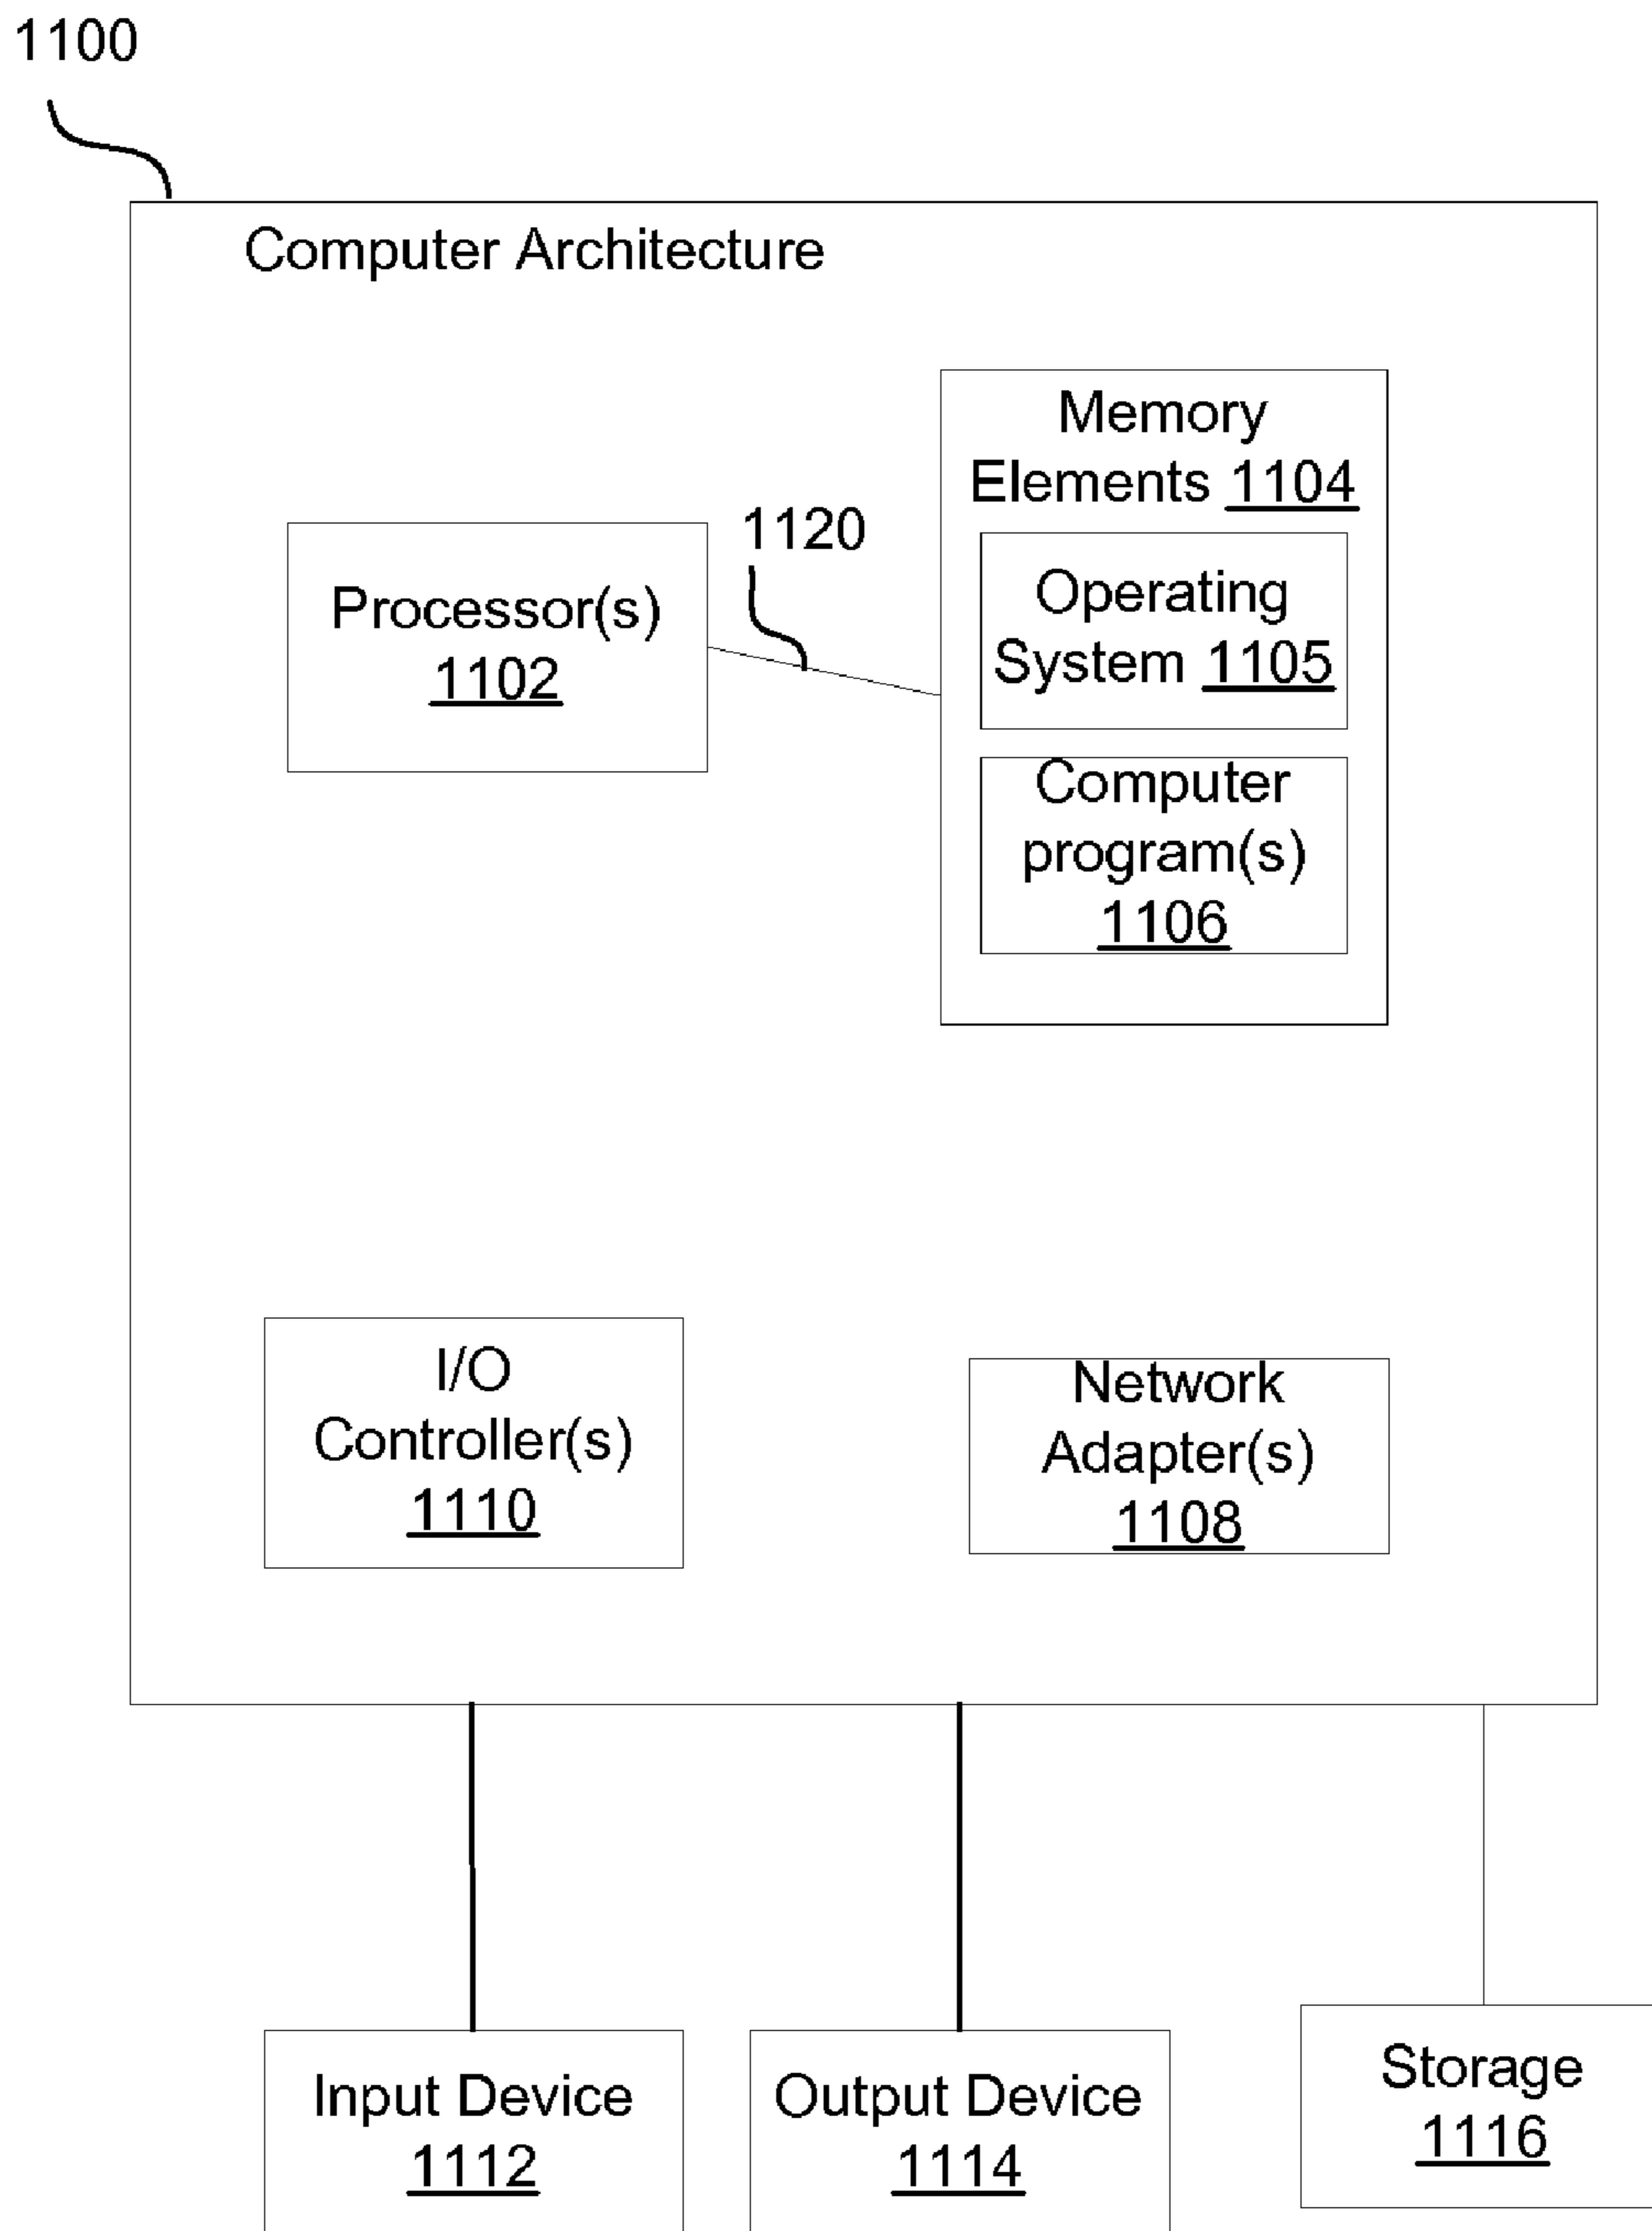 1100
Computer Architecture
Memory
Elements 1104
1120
Operating
System 1105
Processor(s)
1102
Computer
program(s)
1106
I/O
Controller(s)
1110
Network
Adapter(s)
1108
Input Device
1112
Output Device
1114
Storage
1116